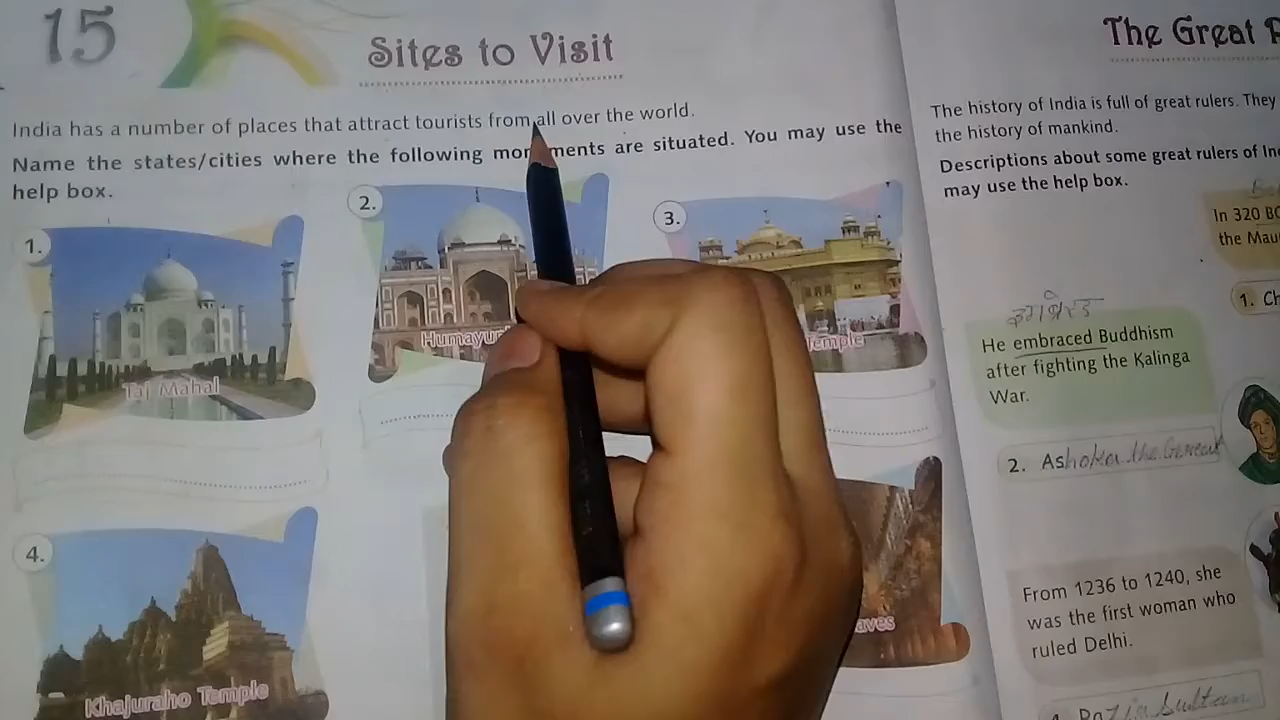 15
Sites to Visit
India has a number of places that attract tourists from all over the world.
Name the states/cities where the following monuments are situated. You may use the
help box.
1.
2.
3.
Taj Mahal
Humayu
Temple
4.
Khajuraho Temple
aves
The Great
The history of India is full of great rulers. They
the history of mankind.
Descriptions about some great rulers of In
may use the help box.
In 320 BC
the Mau
1. Ch
He embraced Buddhism
after fighting the Kalinga
War.
2. Ashoka the Great
From 1236 to 1240, she
was the first woman who
ruled Delhi.
Razia Sultan